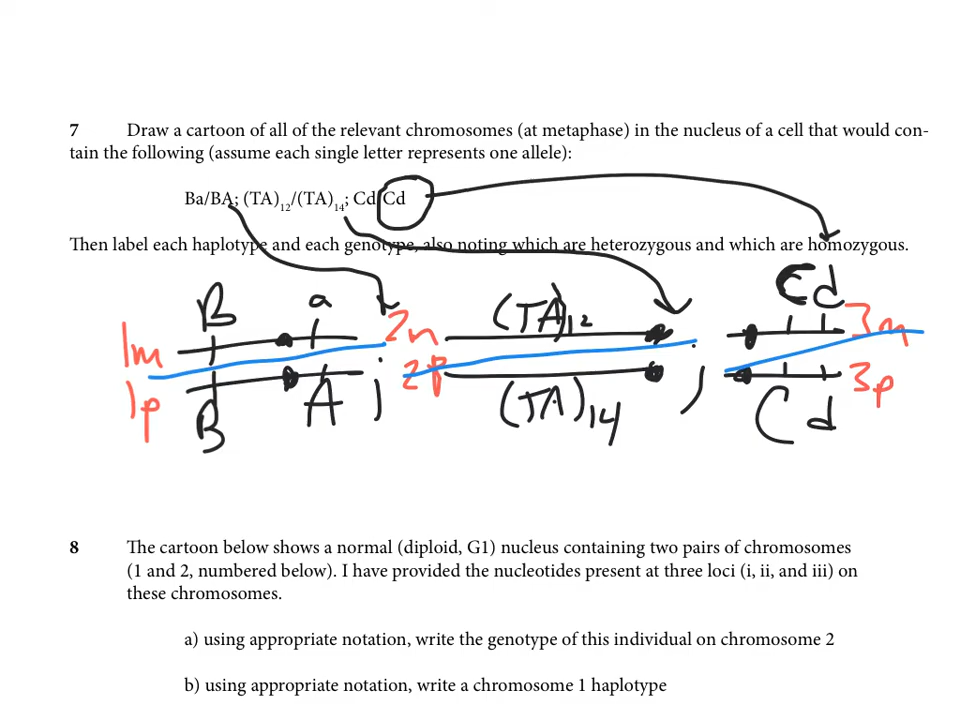 7 Draw a cartoon of all of the relevant chromosomes (at metaphase) in the nucleus of a cell that would con-
tain the following (assume each single letter represents one allele):
Ba/BA; (TA)12/(TA)14; Cd/Cd
Then label each haplotype and each genotype, also noting which are heterozygous and which are homozygous.
B a (TA)12 Cd
1m 2m 3m
1p 2p 3p
B A ; (TA)14 ; C d
8 The cartoon below shows a normal (diploid, G1) nucleus containing two pairs of chromosomes
(1 and 2, numbered below). I have provided the nucleotides present at three loci (i, ii, and iii) on
these chromosomes.
a) using appropriate notation, write the genotype of this individual on chromosome 2
b) using appropriate notation, write a chromosome 1 haplotype